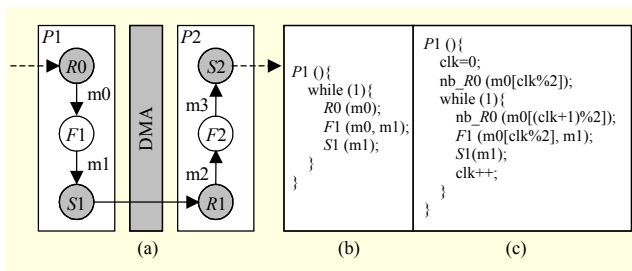 P1
R0
m0
F1
m1
S1
DMA
P2
S2
m3
F2
m2
R1
(a)
P1 (){
while (1){
R0 (m0);
F1 (m0, m1);
S1 (m1);
}
}
(b)
P1 (){
clk=0;
nb_R0 (m0[clk%2]);
while (1){
nb_R0 (m0[(clk+1)%2]);
F1 (m0[clk%2], m1);
S1(m1);
clk++;
}
}
(c)